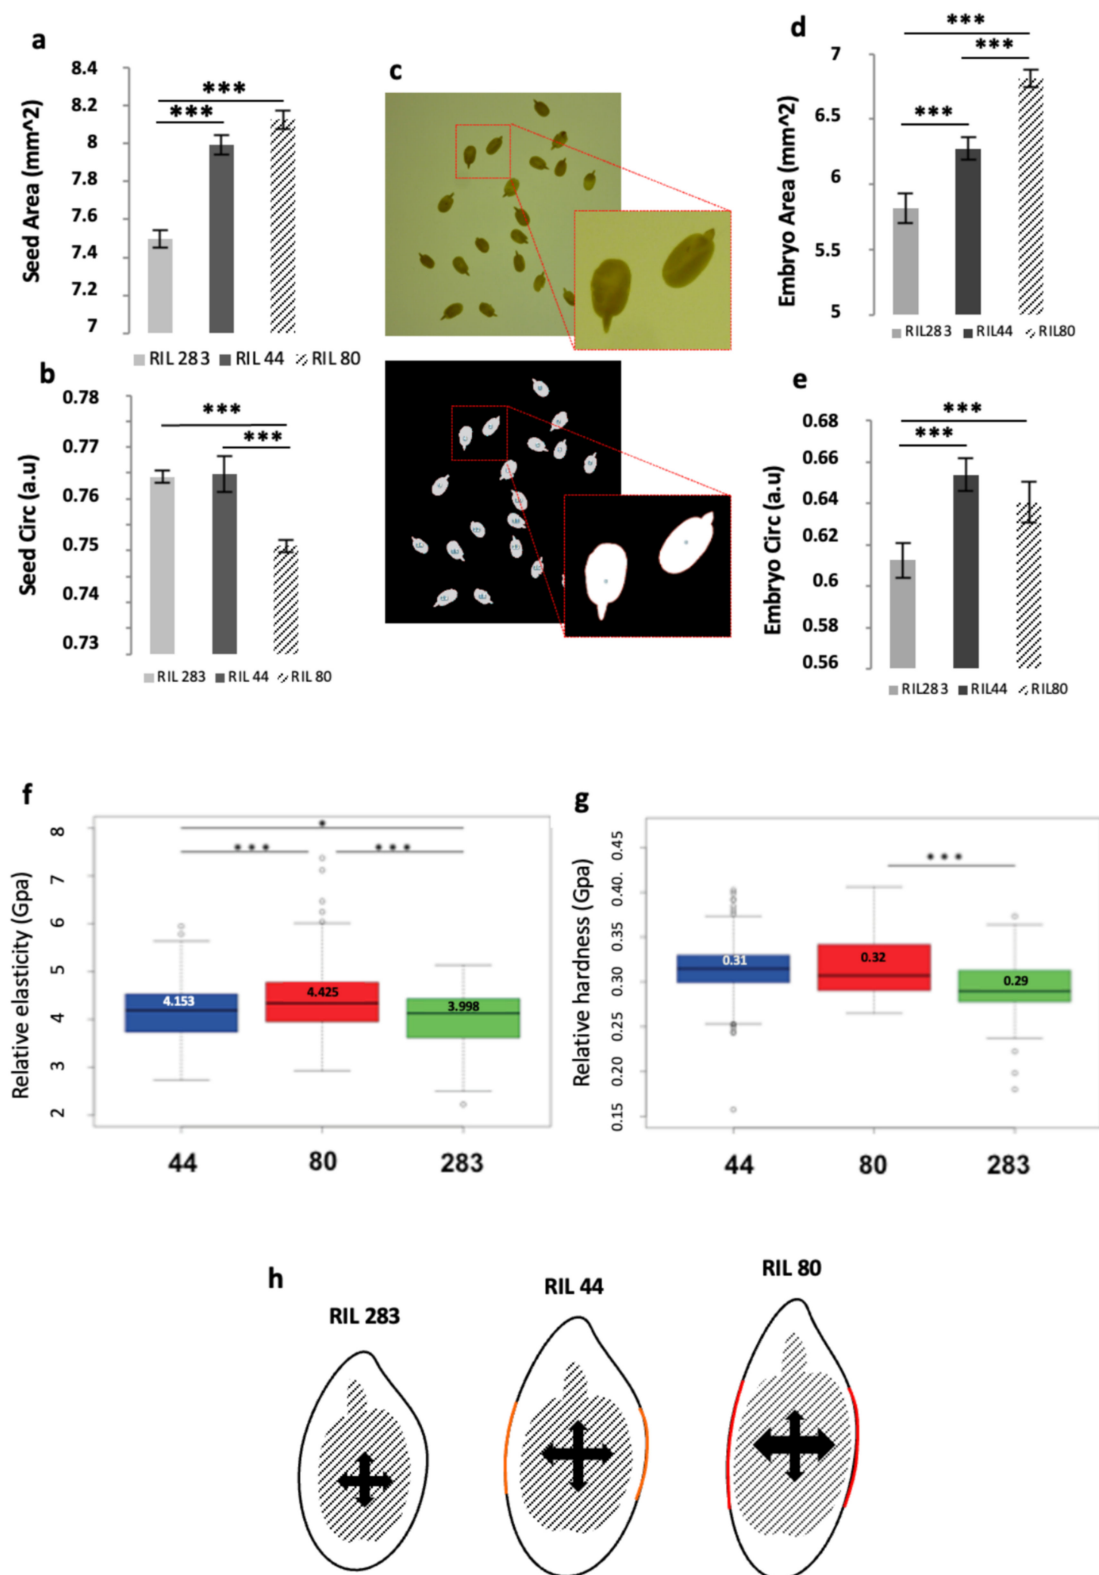 a
Seed Area (mm^2)
8.4
8.2
8
7.8
7.6
7.4
7.2
7
***
***
RIL 283 RIL 44 RIL 80
b
Seed Circ (a.u)
0.78
0.77
0.76
0.75
0.74
0.73
***
***
RIL 283 RIL 44 RIL 80
c
d
Embryo Area (mm^2)
7
6.5
6
5.5
5
***
***
***
RIL283 RIL44 RIL80
e
Embryo Circ (a.u)
0.68
0.66
0.64
0.62
0.6
0.58
0.56
***
***
RIL283 RIL44 RIL80
f
Relative elasticity (Gpa)
8
7
6
5
4
3
2
*
***
***
4.153
4.425
3.998
44 80 283
g
Relative hardness (Gpa)
0.45
0.40
0.35
0.30
0.25
0.20
0.15
***
0.31
0.32
0.29
44 80 283
h
RIL 283
RIL 44
RIL 80